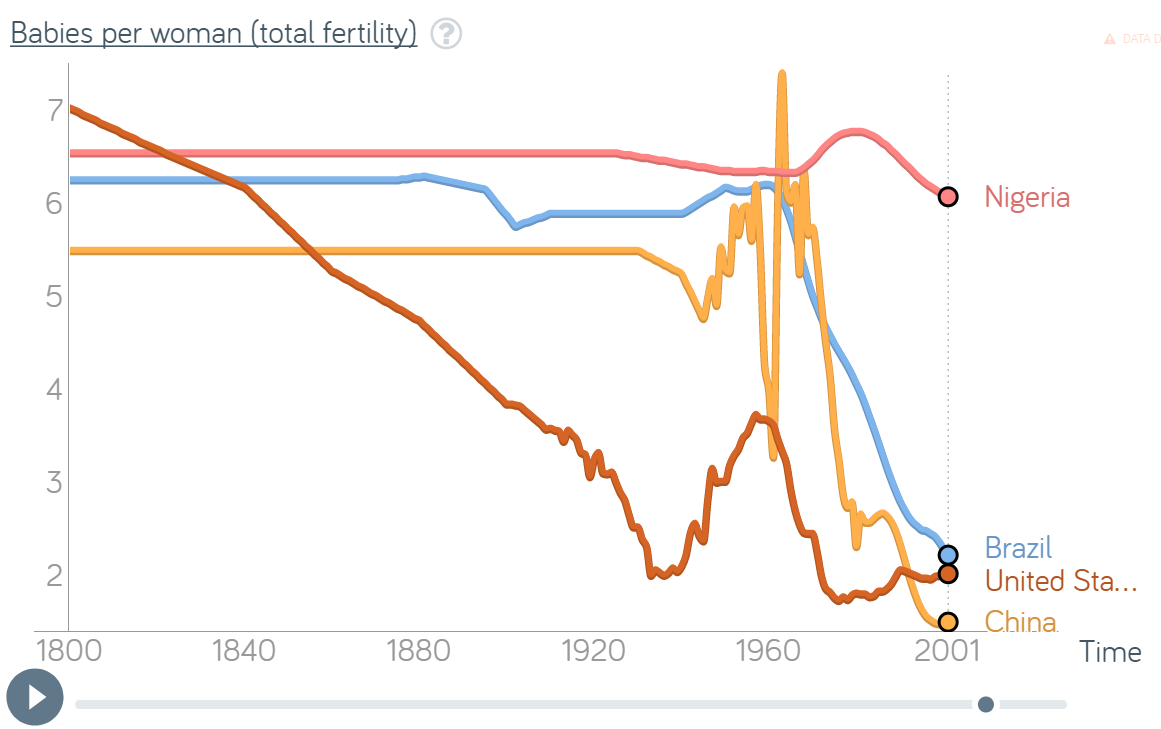 Babies per woman (total fertility) ?
DATA D
7
6
5
4
3
2
Nigeria
Brazil
United Sta...
China
1800 1840 1880 1920 1960 2001 Time